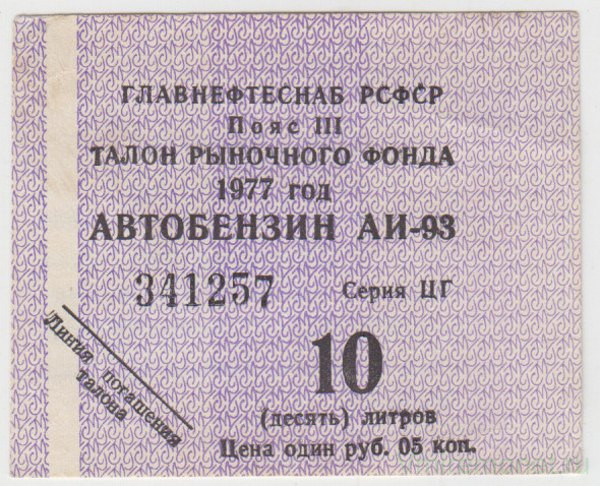 ГЛАВНЕФТЕСНАБ РСФСР
Пояс III
ТАЛОН РЫНОЧНОГО ФОНДА
1977 год
АВТОБЕНЗИН АИ-93
341257 Серия ЦГ
Линия погашения
талона
10
(десять) литров
Цена один руб. 05 коп.